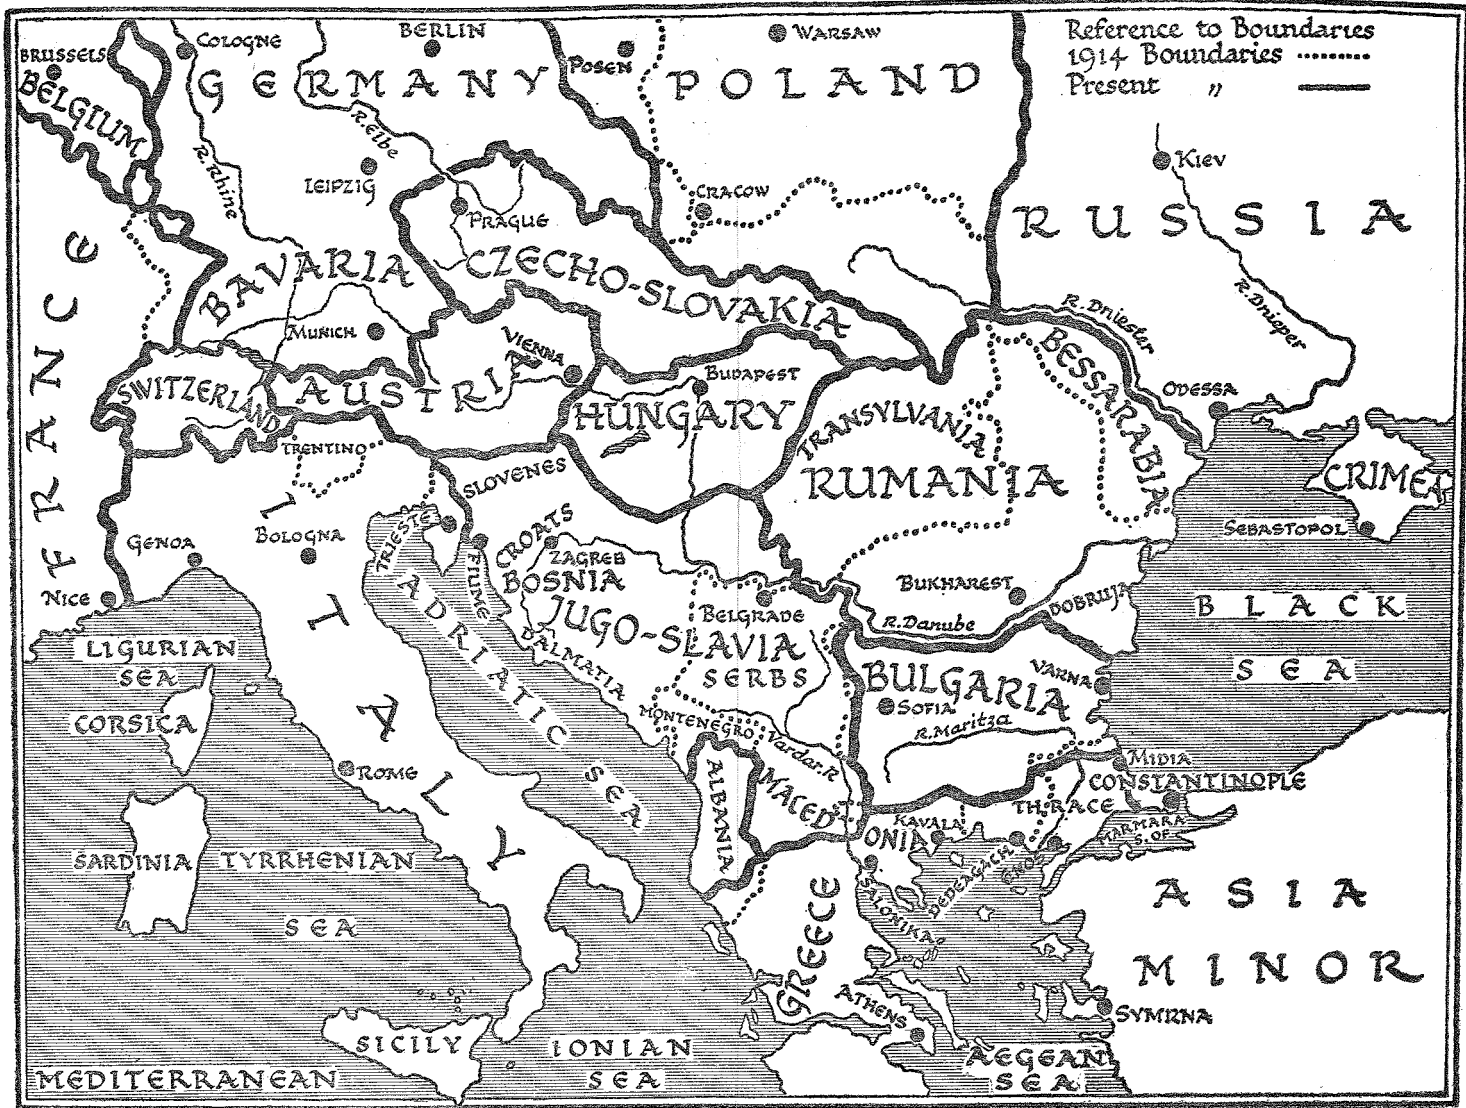 Reference to Boundaries
1914 Boundaries
Present "
BRUSSELS
BELGIUM
COLOGNE
BERLIN
GERMANY
POSEN
WARSAW
POLAND
R. Elbe
R. Rhine
LEIPZIG
PRAGUE
CRACOW
KIEV
RUSSIA
R. Dnieper
R. Dniester
FRANCE
BAVARIA
CZECHO-SLOVAKIA
MUNICH
VIENNA
AUSTRIA
SWITZERLAND
BUDAPEST
HUNGARY
TRANSYLVANIA
BESSARABIA
ODESSA
RUMANIA
CRIMEA
SEBASTOPOL
TRENTINO
SLOVENES
TRIESTE
CROATS
ZAGREB
FIUME
BOSNIA
BOLOGNA
GENOA
NICE
ITALY
LIGURIAN
SEA
CORSICA
ADRIATIC SEA
DALMATIA
JUGO-SLAVIA
BELGRADE
SERBS
BUKHAREST
R. Danube
DOBRUJA
BLACK
SEA
BULGARIA
VARNA
SOFIA
R. Maritza
MONTENEGRO
Vardar. R
ROME
ALBANIA
MACEDONIA
MIDIA
CONSTANTINOPLE
THRACE
MARMARA
S. OF
KAVALA
DEDEAGACH
ENOS
SALONIKA
SARDINIA
TYRRHENIAN
SEA
GREECE
ATHENS
ASIA
MINOR
SYMRNA
SICILY
IONIAN
SEA
AEGEAN
SEA
MEDITERRANEAN